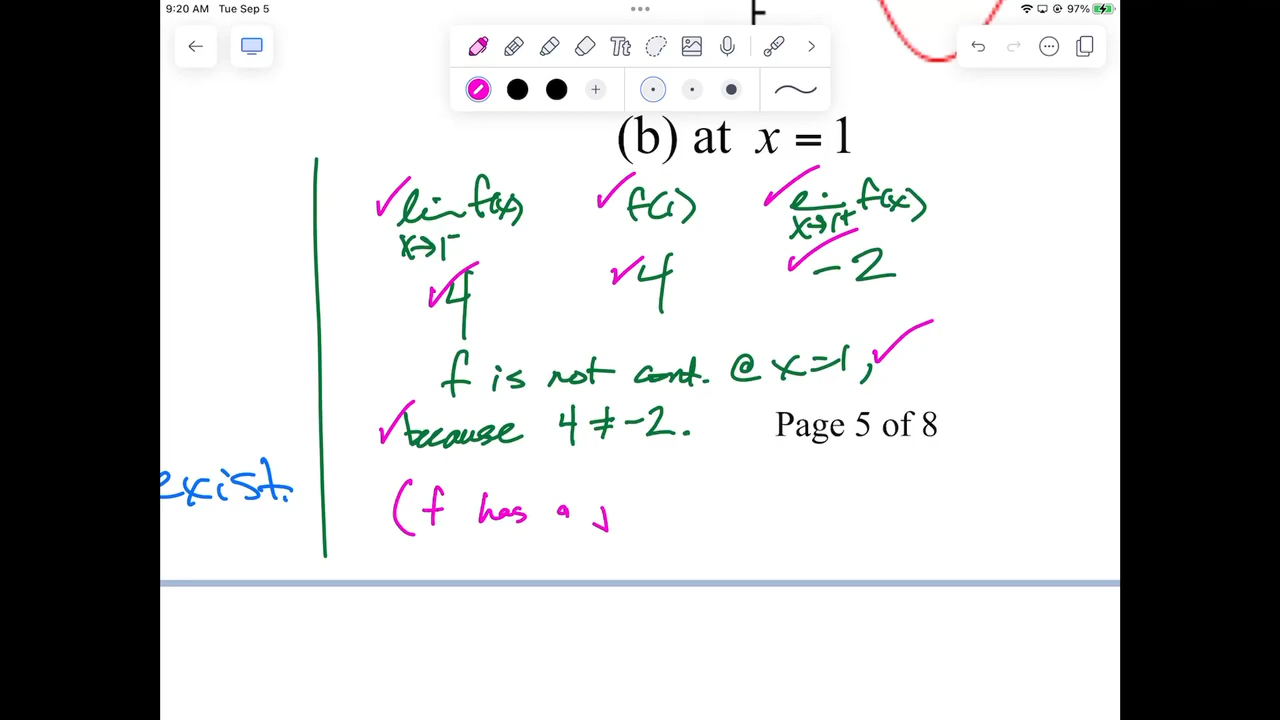 9:20 AM Tue Sep 5
97%
Tt
(b) at x = 1
lim f(x) f(1) lim f(x)
x→1⁻ x→1⁺
4 4 -2
f is not cont. @ x=1,
because 4 ≠ -2.
Page 5 of 8
exist.
(f has a j